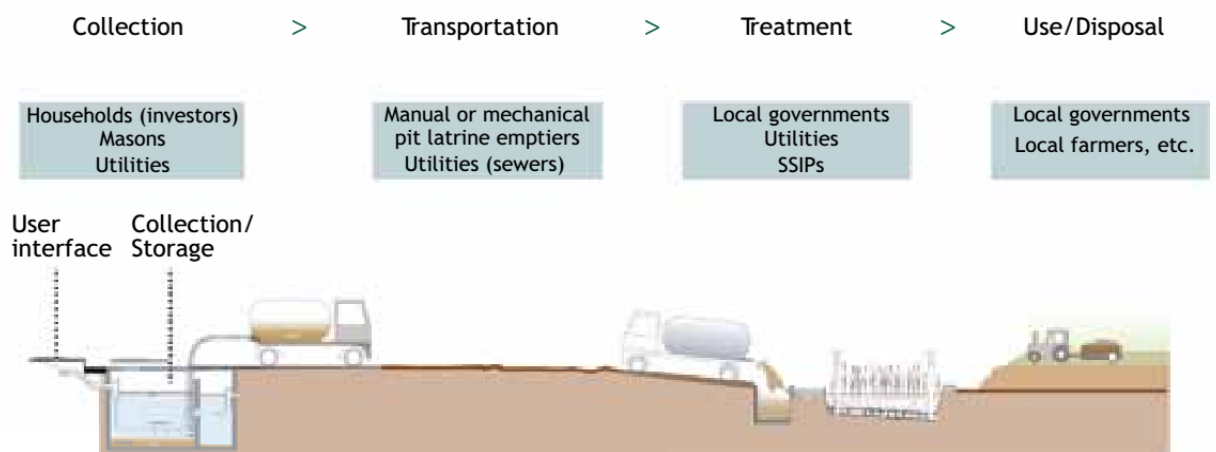 Collection > Transportation > Treatment > Use/Disposal
Households (investors)
Masons
Utilities
Manual or mechanical
pit latrine emptiers
Utilities (sewers)
Local governments
Utilities
SSIPs
Local governments
Local farmers, etc.
User
interface
Collection/
Storage